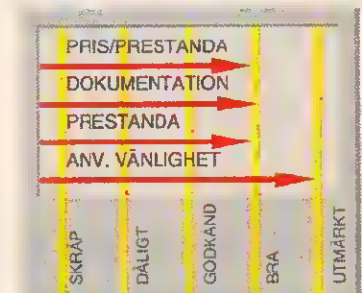 PRIS/PRESTANDA
DOKUMENTATION
PRESTANDA
ANV. VÄNLIGHET
SKRÄP
DÅLIGT
GODKÄND
BRA
UTMÄRKT